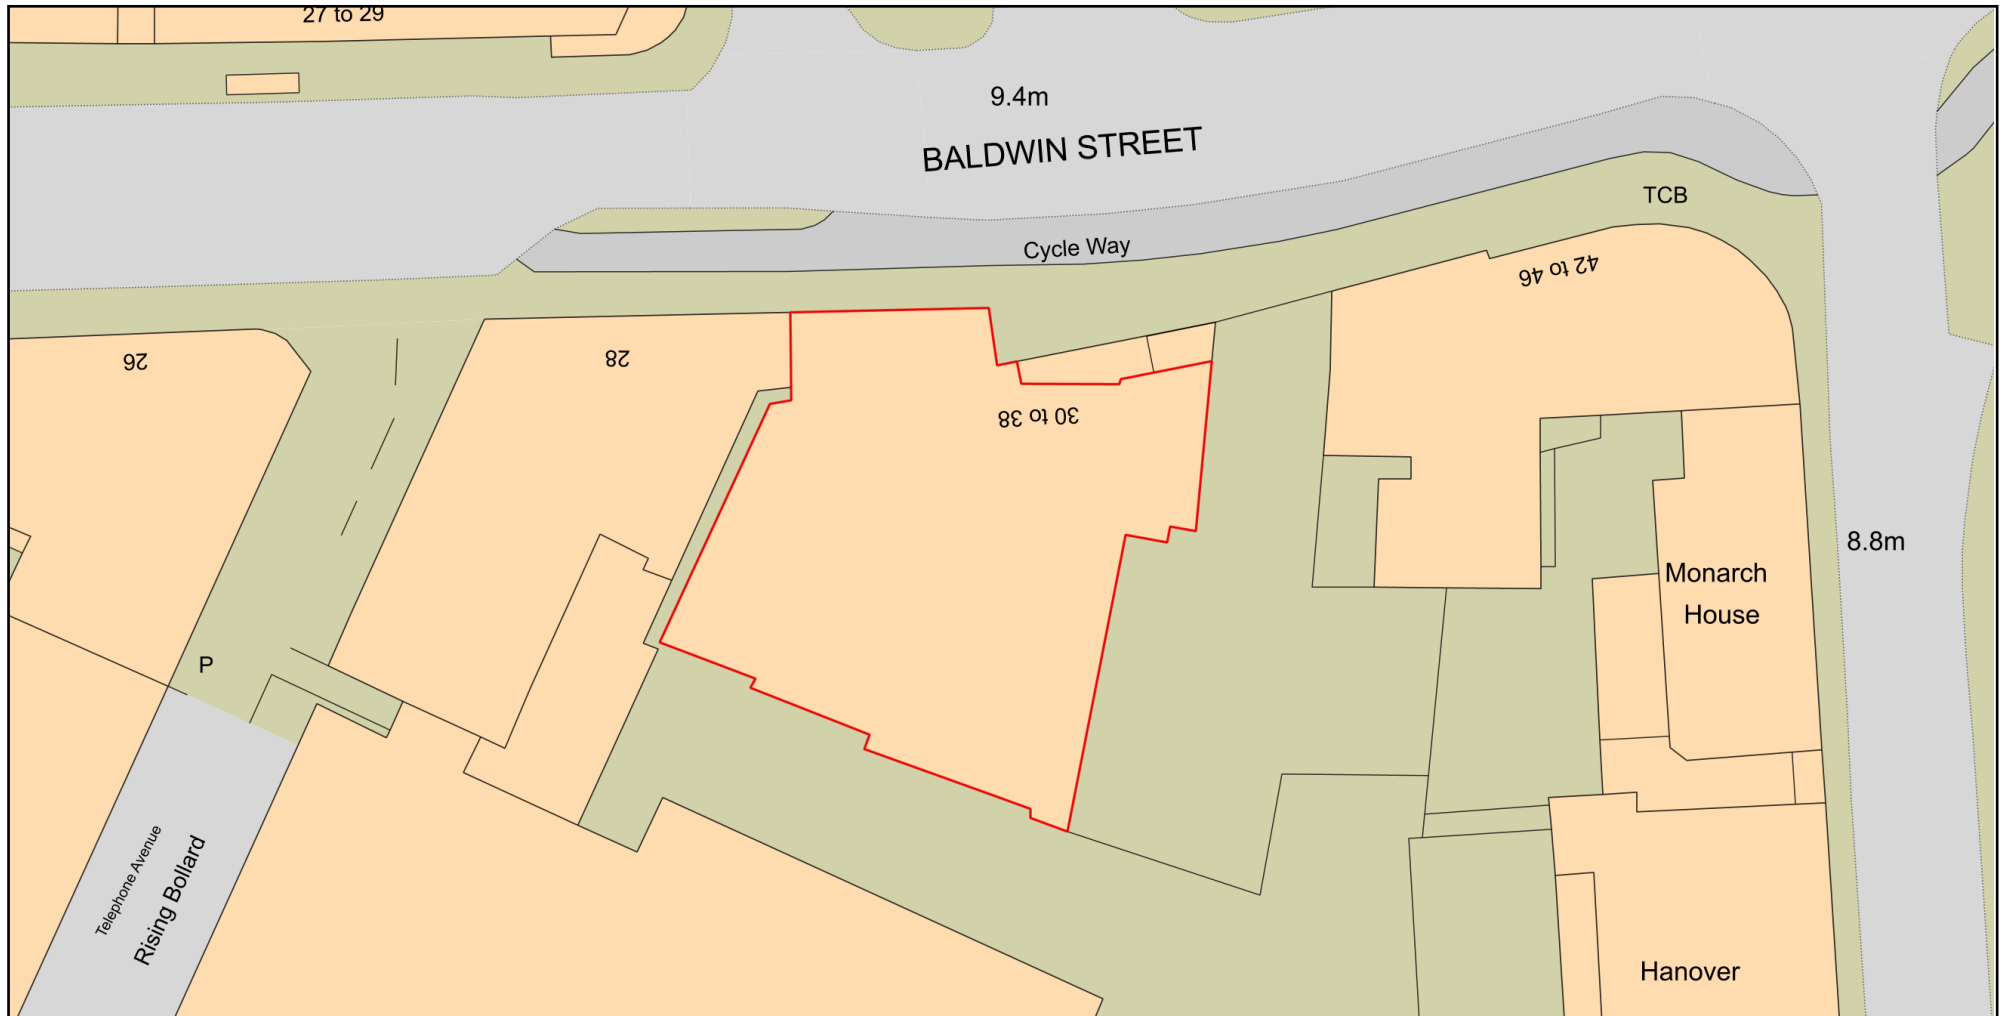 27 to 29
9.4m
BALDWIN STREET
TCB
Cycle Way
42 to 46
26
28
30 to 38
8.8m
Monarch
House
P
Telephone Avenue
Rising Bollard
Hanover